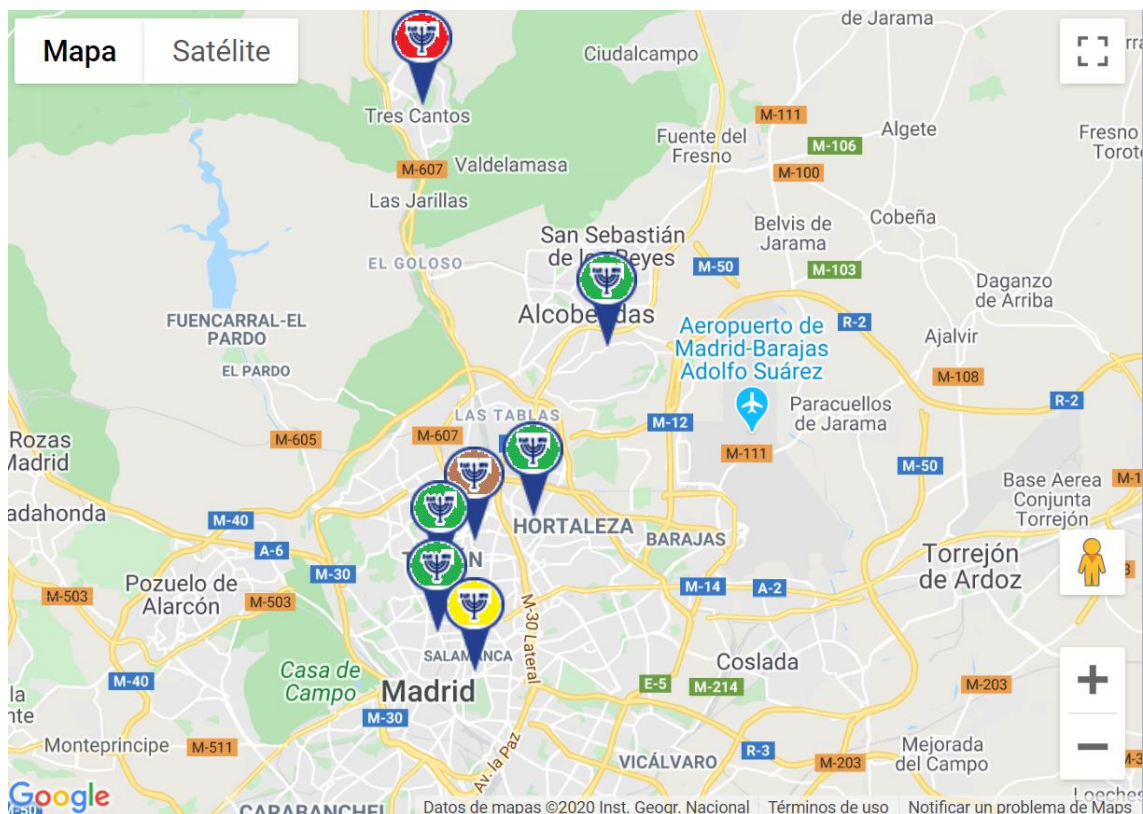 Mapa
Satélite
de Jarama
Ciudalcampo
Tres Cantos
M-111
Algete
M-106
Fuente del
Fresno
Fresno
Valdelamasa
M-607
M-100
Las Jarillas
Cobeña
Belvis de
Jarama
San Sebastián
EL GOLOSO
M-50
M-103
Daganzo
de Arriba
FUENCARRAL-EL
PARDO
Aeropuerto de
Madrid-Barajas
Adolfo Suárez
R-2
Ajalvir
EL PARDO
M-108
R-2
Paracuellos
de Jarama
LAS TABLAS
M-12
M-607
M-605
M-111
Rozas
Madrid
M-50
Base Aerea
Conjunta
Torrejón
adahonda
M-40
HORTALEZA
BARAJAS
A-6
Torrejón
de Ardoz
M-30
Pozuelo de
Alarcón
M-503
M-503
M-14
A-2
M-30 Lateral
SALAMANCA
Casa de
Campo
Coslada
M-40
Madrid
E-5
M-214
M-203
M-30
Monteprincipe
M-511
Av. la Paz
VICÁLVARO
R-3
M-203
Mejorada
del Campo
Loeches
CARABANCHEL
Google
Datos de mapas ©2020 Inst. Geogr. Nacional
Términos de uso
Notificar un problema de Maps